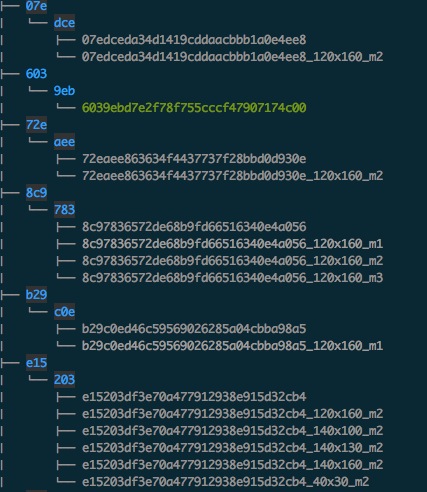 ├── 07e
│   └── dce
│       ├── 07edceda34d1419cddaacbbb1a0e4ee8
│       └── 07edceda34d1419cddaacbbb1a0e4ee8_120x160_m2
├── 603
│   └── 9eb
│       └── 6039ebd7e2f78f755cccf47907174c00
├── 72e
│   └── aee
│       ├── 72eaee863634f4437737f28bbd0d930e
│       └── 72eaee863634f4437737f28bbd0d930e_120x160_m2
├── 8c9
│   └── 783
│       ├── 8c97836572de68b9fd66516340e4a056
│       ├── 8c97836572de68b9fd66516340e4a056_120x160_m1
│       ├── 8c97836572de68b9fd66516340e4a056_120x160_m2
│       └── 8c97836572de68b9fd66516340e4a056_120x160_m3
├── b29
│   └── c0e
│       ├── b29c0ed46c59569026285a04cbba98a5
│       └── b29c0ed46c59569026285a04cbba98a5_120x160_m1
├── e15
│   └── 203
│       ├── e15203df3e70a477912938e915d32cb4
│       ├── e15203df3e70a477912938e915d32cb4_120x160_m2
│       ├── e15203df3e70a477912938e915d32cb4_140x100_m2
│       ├── e15203df3e70a477912938e915d32cb4_140x130_m2
│       ├── e15203df3e70a477912938e915d32cb4_160x160_m2
│       └── e15203df3e70a477912938e915d32cb4_40x30_m2